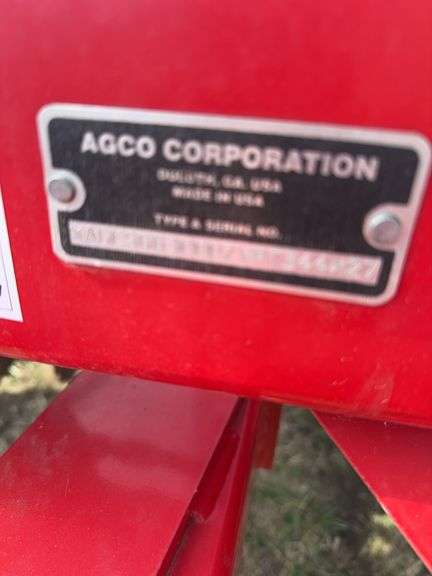 AGCO CORPORATION
DULUTH, GA. USA
MADE IN USA
TYPE & SERIAL NO.